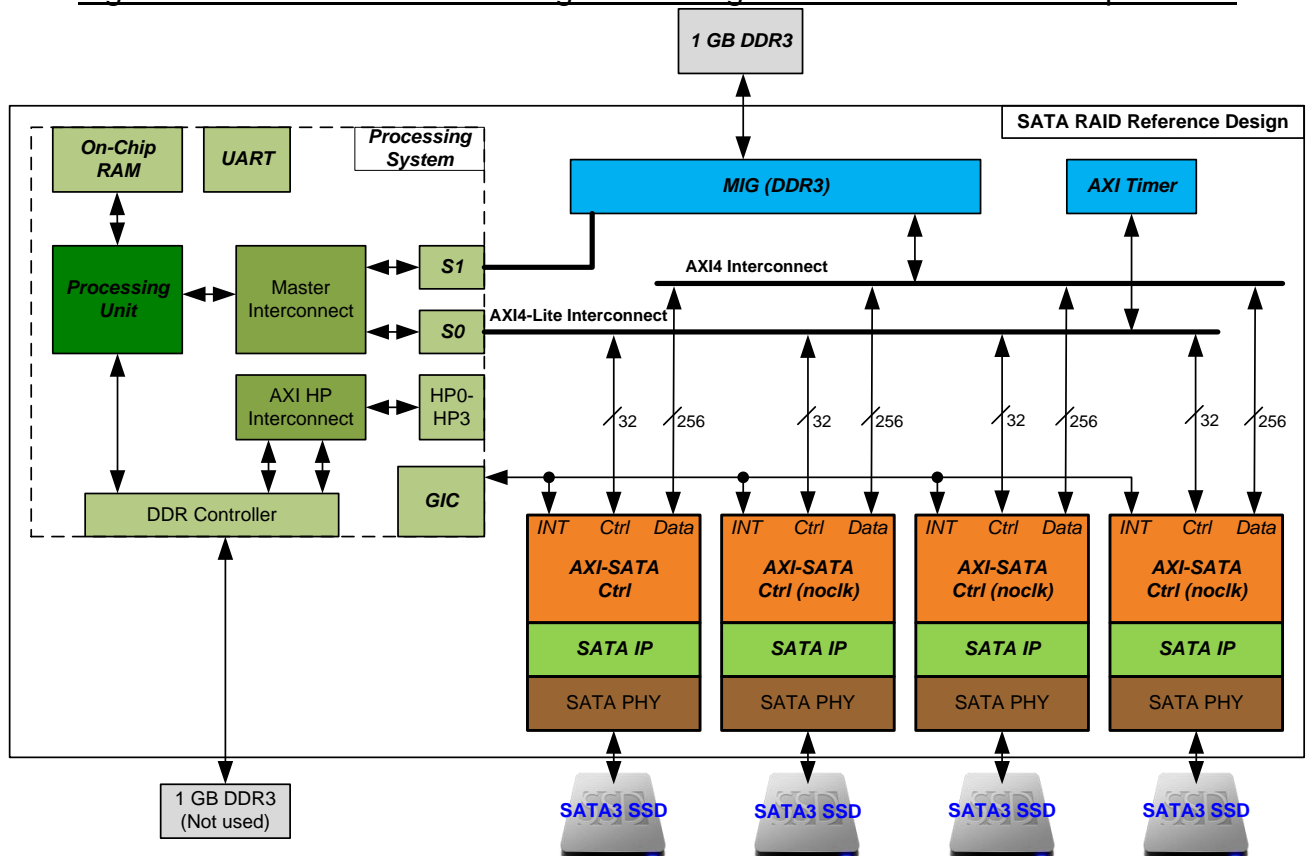 1 GB DDR3
SATA RAID Reference Design
Processing
System
On-Chip
RAM
UART
MIG (DDR3)
AXI Timer
Processing
Unit
Master
Interconnect
S1
S0
AXI4 Interconnect
AXI4-Lite Interconnect
AXI HP
Interconnect
HP0-
HP3
32
256
32
256
32
256
32
256
GIC
DDR Controller
INT Ctrl Data
AXI-SATA
Ctrl
SATA IP
SATA PHY
INT Ctrl Data
AXI-SATA
Ctrl (noclk)
SATA IP
SATA PHY
INT Ctrl Data
AXI-SATA
Ctrl (noclk)
SATA IP
SATA PHY
INT Ctrl Data
AXI-SATA
Ctrl (noclk)
SATA IP
SATA PHY
1 GB DDR3
(Not used)
SATA3 SSD
SATA3 SSD
SATA3 SSD
SATA3 SSD